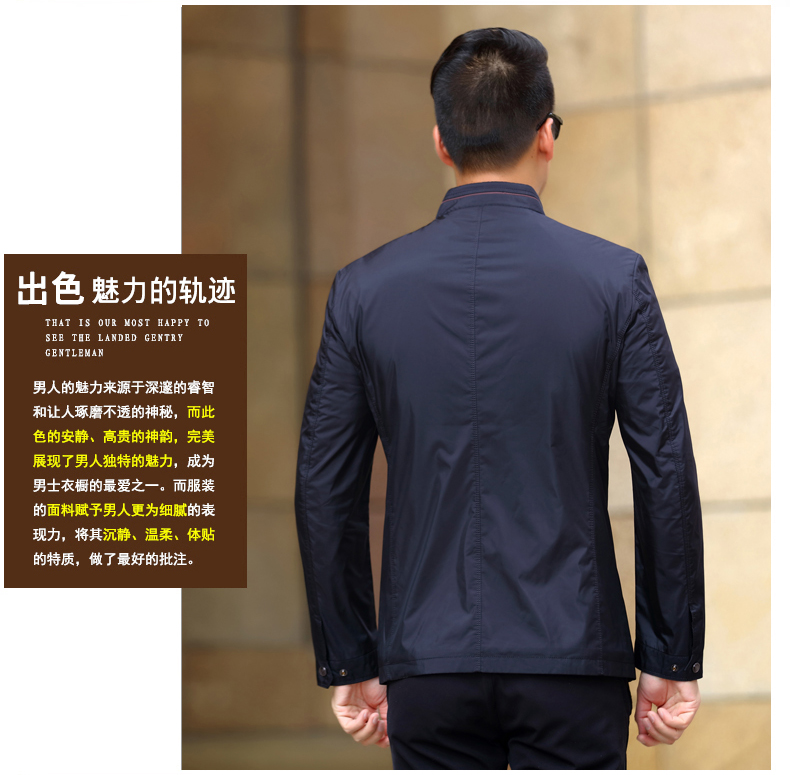 出色 魅力的轨迹
THAT IS OUR MOST HAPPY TO
SEE THE LANDED GENTRY
GENTLEMAN
男人的魅力来源于深邃的睿智
和让人琢磨不透的神秘，而此
色的安静、高贵的神韵，完美
展现了男人独特的魅力，成为
男士衣橱的最爱之一。而服装
的面料赋予男人更为细腻的表
现力，将其沉静、温柔、体贴
的特质，做了最好的批注。